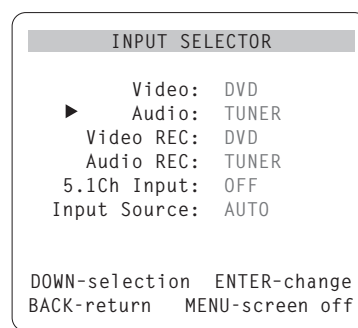 INPUT SELECTOR
Video: DVD
Audio: TUNER
Video REC: DVD
Audio REC: TUNER
5.1Ch Input: OFF
Input Source: AUTO
DOWN-selection ENTER-change
BACK-return MENU-screen off